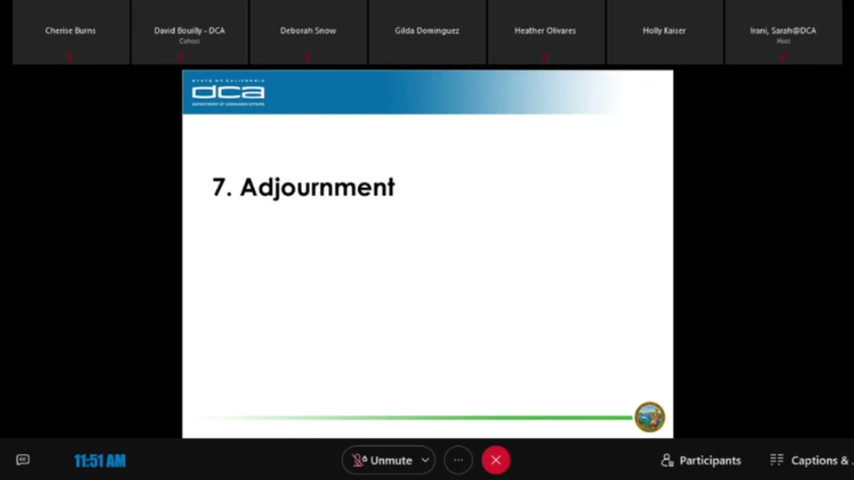 Cherise Burns
David Bouilly - DCA
Cohost
Deborah Snow
Gilda Dominguez
Heather Olivares
Holly Kaiser
Irani, Sarah@DCA
Host
STATE OF CALIFORNIA
dca
DEPARTMENT OF CONSUMER AFFAIRS
7. Adjournment
11:51 AM
Unmute
Participants
Captions &